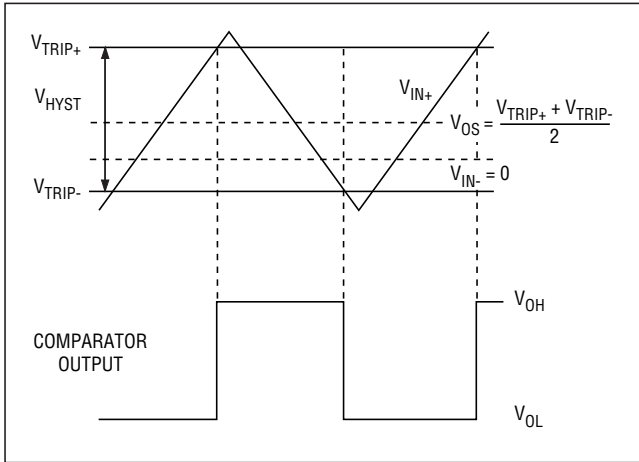 V_TRIP+
V_HYST
V_IN+
V_OS = V_TRIP+ + V_TRIP- / 2
V_IN- = 0
V_TRIP-
V_OH
COMPARATOR
OUTPUT
V_OL